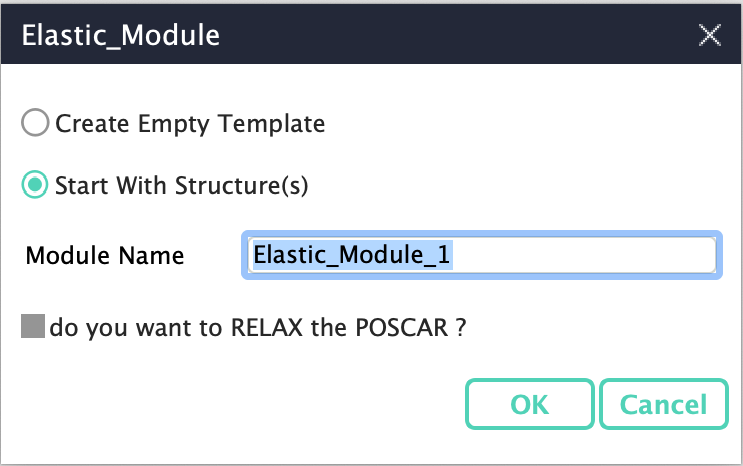 Elastic_Module
Create Empty Template
Start With Structure(s)
Module Name
Elastic_Module_1
do you want to RELAX the POSCAR ?
OK
Cancel